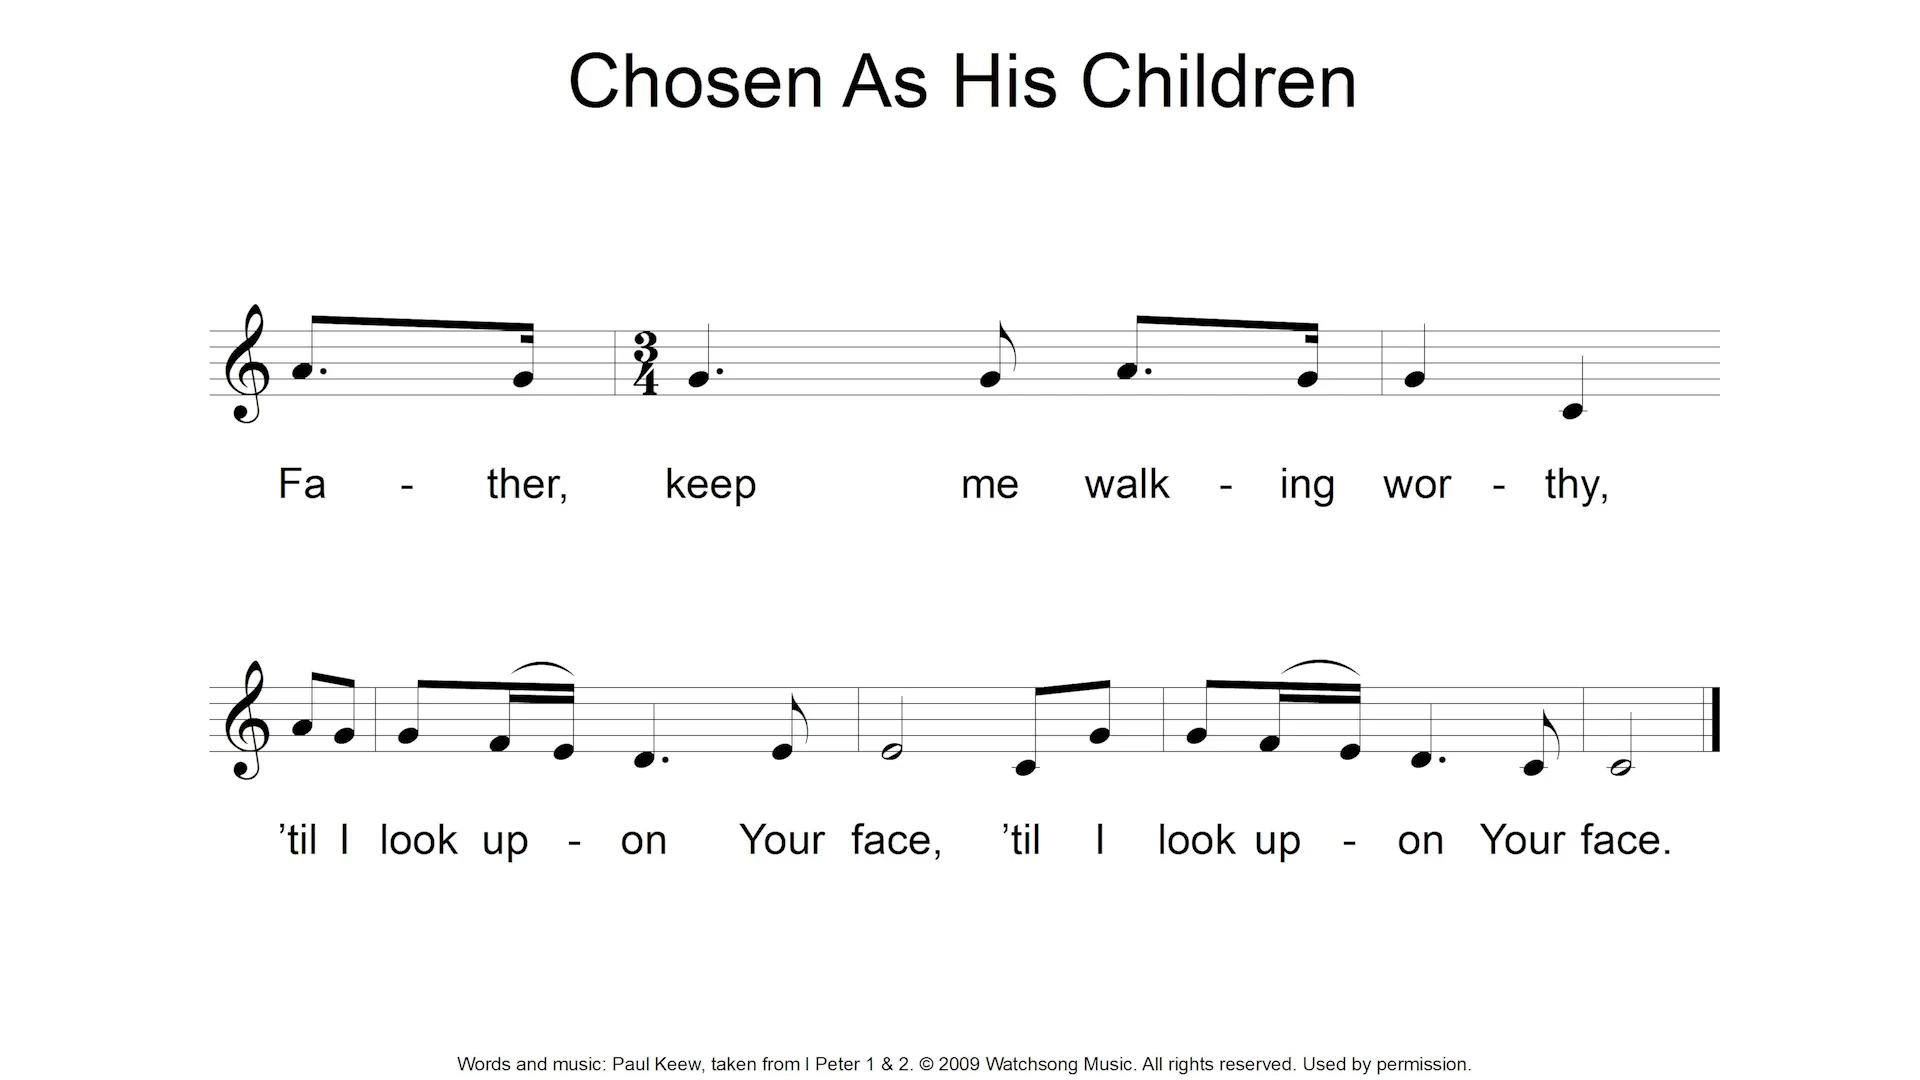 Chosen As His Children
3
4
Fa - ther, keep me walk - ing wor - thy,
’til I look up - on Your face, ’til I look up - on Your face.
Words and music: Paul Keew, taken from I Peter 1 & 2. © 2009 Watchsong Music. All rights reserved. Used by permission.